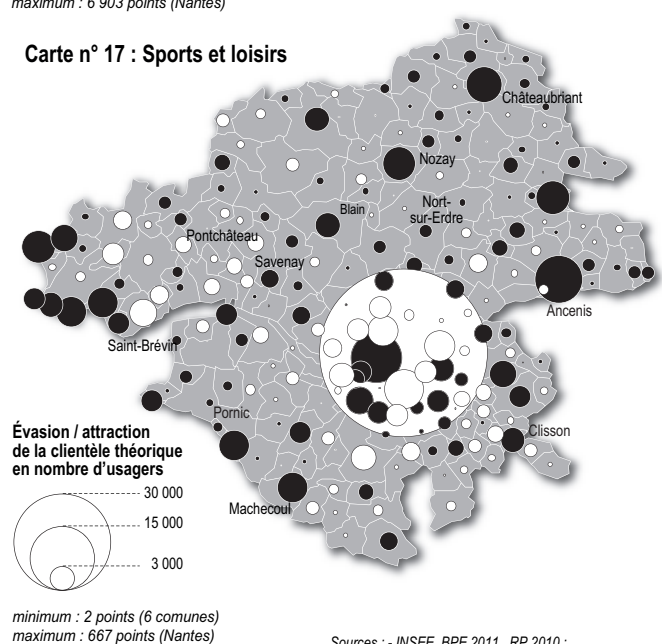 maximum : 6 903 points (Nantes)
Carte n° 17 : Sports et loisirs
Châteaubriant
Nozay
Nort-
sur-Erdre
Blain
Pontchâteau
Savenay
Ancenis
Saint-Brévin
Pornic
Clisson
Machecoul
Évasion / attraction
de la clientèle théorique
en nombre d'usagers
30 000
15 000
3 000
minimum : 2 points (6 comunes)
maximum : 667 points (Nantes)
Sources : - INSEE, BPE 2011, RP 2010 ;